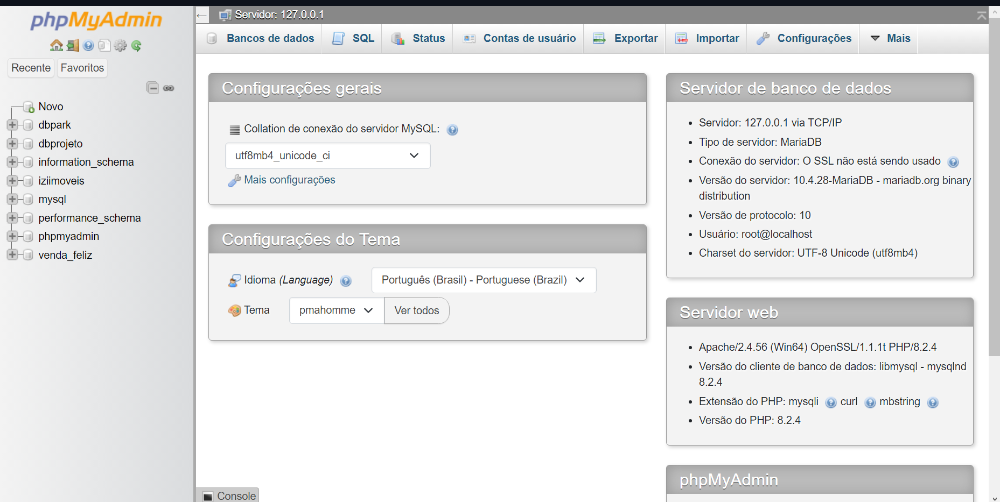 phpMyAdmin
Recente
Favoritos
Novo
dbpark
dbprojeto
information_schema
iziimoveis
mysql
performance_schema
phpmyadmin
venda_feliz
Servidor: 127.0.0.1
Bancos de dados
SQL
Status
Contas de usuário
Exportar
Importar
Configurações
Mais
Configurações gerais
Collation de conexão do servidor MySQL:
utf8mb4_unicode_ci
Mais configurações
Configurações do Tema
Idioma (Language)
Português (Brasil) - Portuguese (Brazil)
Tema
pmahomme
Ver todos
Servidor de banco de dados
Servidor: 127.0.0.1 via TCP/IP
Tipo de servidor: MariaDB
Conexão do servidor: O SSL não está sendo usado
Versão do servidor: 10.4.28-MariaDB - mariadb.org binary
distribution
Versão de protocolo: 10
Usuário: root@localhost
Charset do servidor: UTF-8 Unicode (utf8mb4)
Servidor web
Apache/2.4.56 (Win64) OpenSSL/1.1.1t PHP/8.2.4
Versão do cliente de banco de dados: libmysql - mysqlnd
8.2.4
Extensão do PHP: mysqli curl mbstring
Versão do PHP: 8.2.4
phpMyAdmin
Console